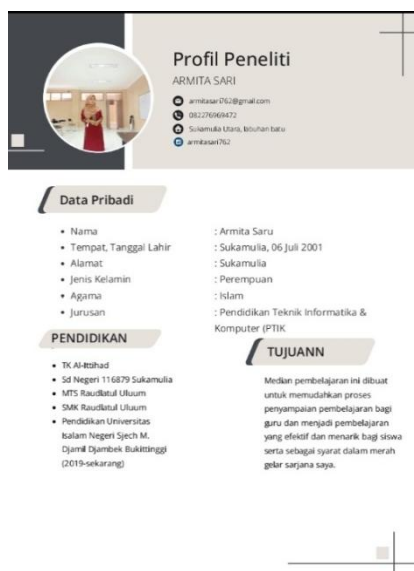 Profil Peneliti
ARMITA SARI
armitasari762@gmail.com
082276969472
Sukamulia Utara, labuhan batu
armitasari762
Data Pribadi
• Nama : Armita Saru
• Tempat, Tanggal Lahir : Sukamulia, 06 Juli 2001
• Alamat : Sukamulia
• Jenis Kelamin : Perempuan
• Agama : Islam
• Jurusan : Pendidikan Teknik Informatika &
Komputer (PTIK
PENDIDIKAN
• TK Al-Ittihad
• Sd Negeri 116879 Sukamulia
• MTS Raudlatul Uluum
• SMK Raudlatul Uluum
• Pendidikan Universitas
Isalam Negeri Sjech M.
Djamil Djambek Bukittinggi
(2019-sekarang)
TUJUANN
Median pembelajaran ini dibuat
untuk memudahkan proses
penyampaian pembelajaran bagi
guru dan menjadi pembelajaran
yang efektif dan menarik bagi siswa
serta sebagai syarat dalam merah
gelar sarjana saya.